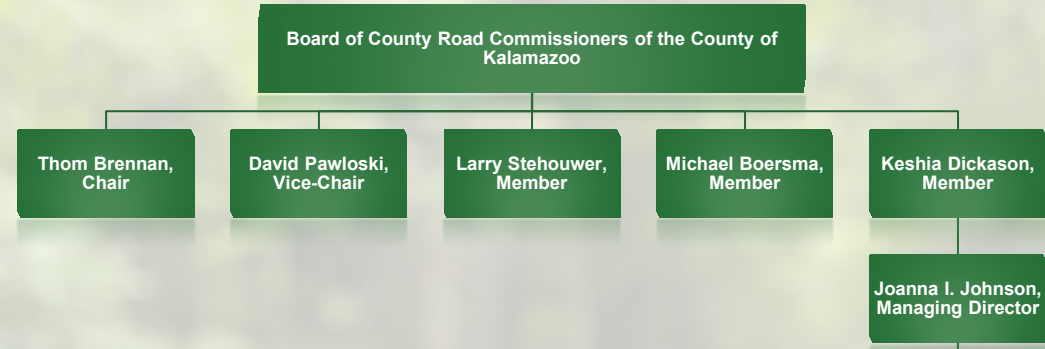 Board of County Road Commissioners of the County of
Kalamazoo
Thom Brennan,
Chair
David Pawloski,
Vice-Chair
Larry Stehouwer,
Member
Michael Boersma,
Member
Keshia Dickason,
Member
Joanna I. Johnson,
Managing Director